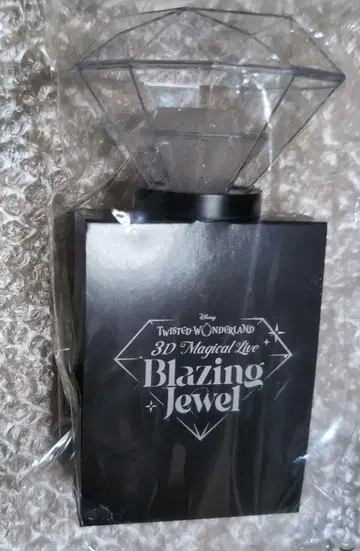 Disney
TWISTED-WONDERLAND
3D Magical Live
Blazing
Jewel